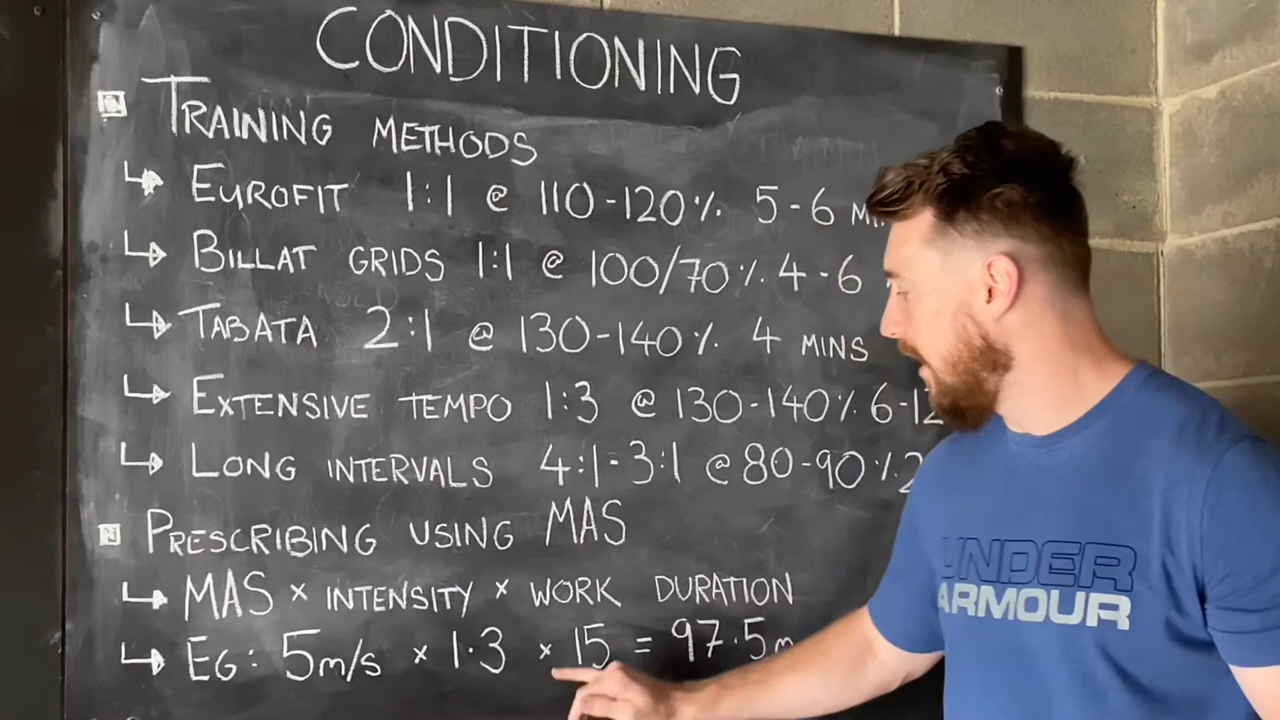 CONDITIONING
TRAINING METHODS
EUROFIT 1:1 @ 110-120% 5-6
BILLAT GRIDS 1:1 @ 100/70% 4-6
TABATA 2:1 @ 130-140% 4 MINS
EXTENSIVE TEMPO 1:3 @ 130-140% 6-12
LONG INTERVALS 4:1-3:1 @ 80-90% 2
PRESCRIBING USING MAS
MAS × INTENSITY × WORK DURATION
EG: 5m/s × 1.3 × 15 = 97.5m
UNDER
ARMOUR